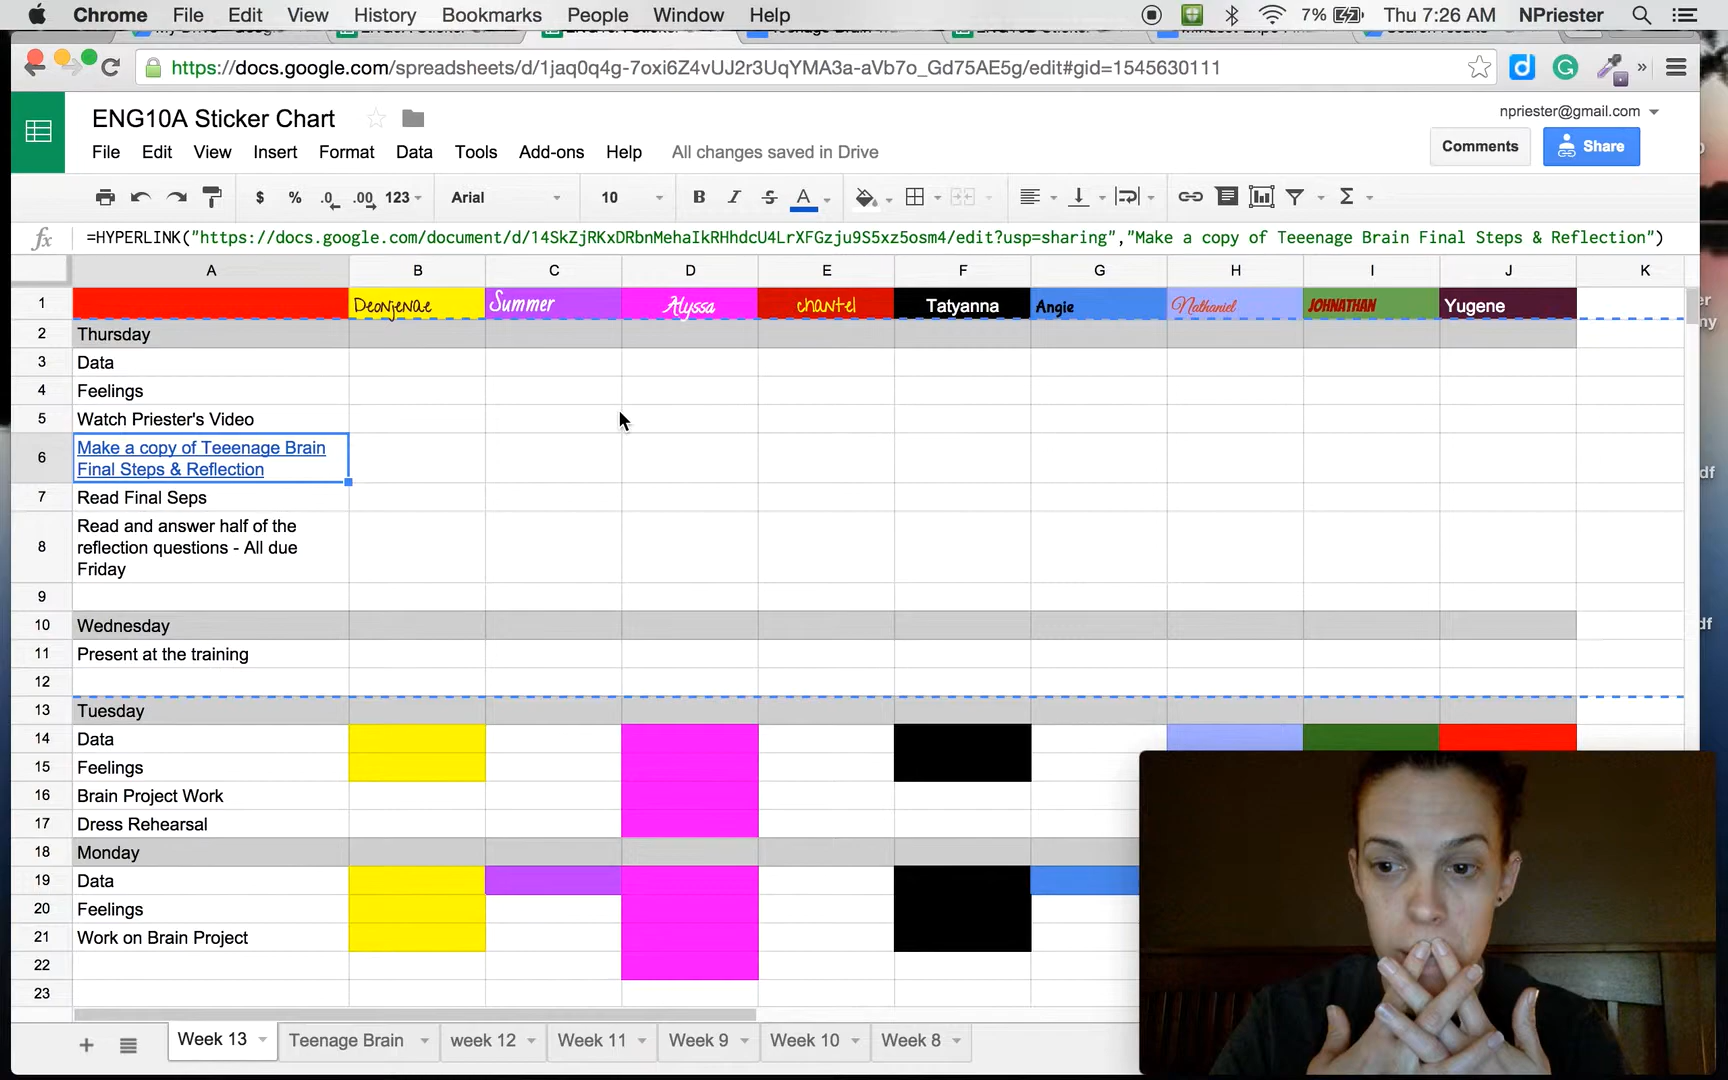 Chrome File Edit View History Bookmarks People Window Help 7% Thu 7:26 AM NPriester
https://docs.google.com/spreadsheets/d/1jaq0q4g-7oxi6Z4vUJ2r3UqYMA3a-aVb7o_Gd75AE5g/edit#gid=1545630111
ENG10A Sticker Chart
npriester@gmail.com
File Edit View Insert Format Data Tools Add-ons Help All changes saved in Drive
Comments Share
$ % .0 .00 123 Arial 10 B I S A
fx =HYPERLINK("https://docs.google.com/document/d/14SkZjRKxDRbnMehaIkRHhdcU4LrXFGzju9S5xz5osm4/edit?usp=sharing","Make a copy of Teeenage Brain Final Steps & Reflection")
A B C D E F G H I J K
1 Deonjenae Summer Alyssa chantel Tatyanna Angie Nathaniel JOHNATHAN Yugene
2 Thursday
3 Data
4 Feelings
5 Watch Priester's Video
6 Make a copy of Teeenage Brain
Final Steps & Reflection
7 Read Final Seps
8 Read and answer half of the
reflection questions - All due
Friday
9
10 Wednesday
11 Present at the training
12
13 Tuesday
14 Data
15 Feelings
16 Brain Project Work
17 Dress Rehearsal
18 Monday
19 Data
20 Feelings
21 Work on Brain Project
22
23
Week 13 Teenage Brain week 12 Week 11 Week 9 Week 10 Week 8